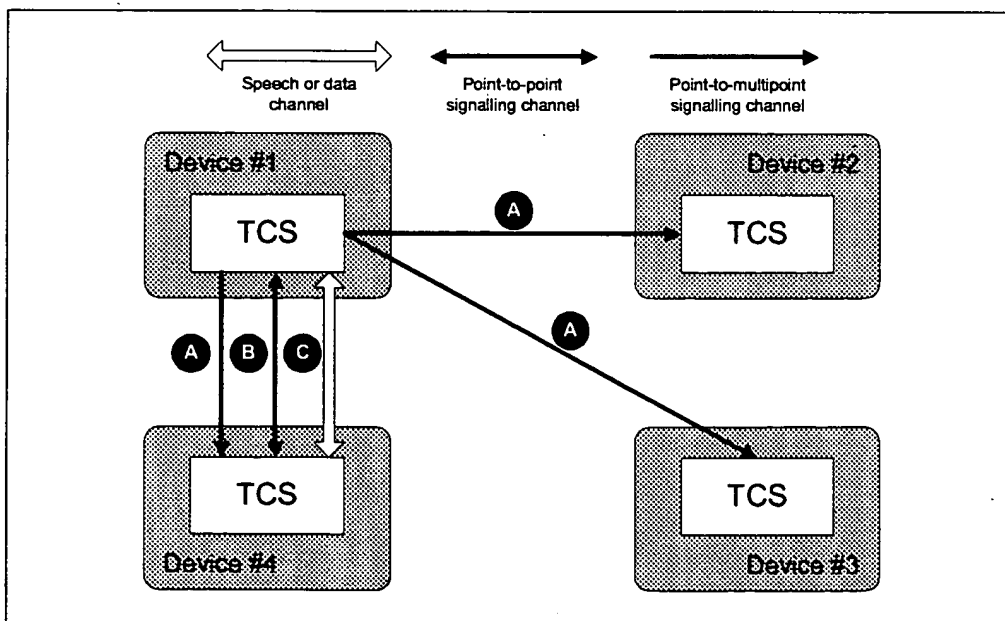 Speech or data
channel
Point-to-point
signalling channel
Point-to-multipoint
signalling channel
Device #1
TCS
Device #2
TCS
A
A
A
B
C
TCS
Device #4
TCS
Device #3